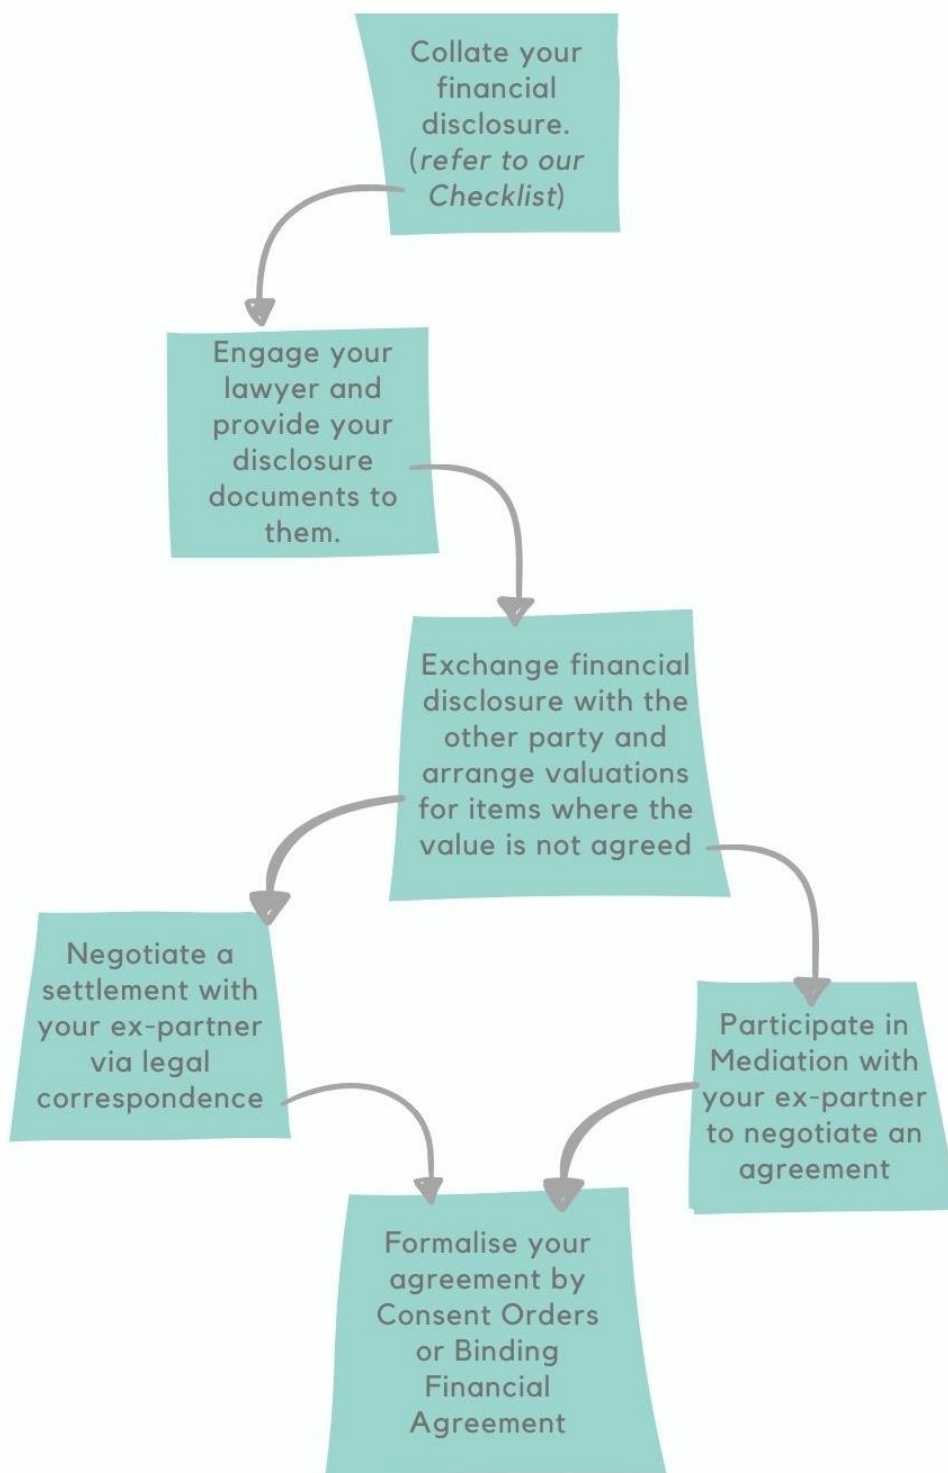 Collate your
financial
disclosure.
(refer to our
Checklist)
Engage your
lawyer and
provide your
disclosure
documents to
them.
Exchange financial
disclosure with the
other party and
arrange valuations
for items where the
value is not agreed
Negotiate a
settlement with
your ex-partner
via legal
correspondence
Participate in
Mediation with
your ex-partner
to negotiate an
agreement
Formalise your
agreement by
Consent Orders
or Binding
Financial
Agreement